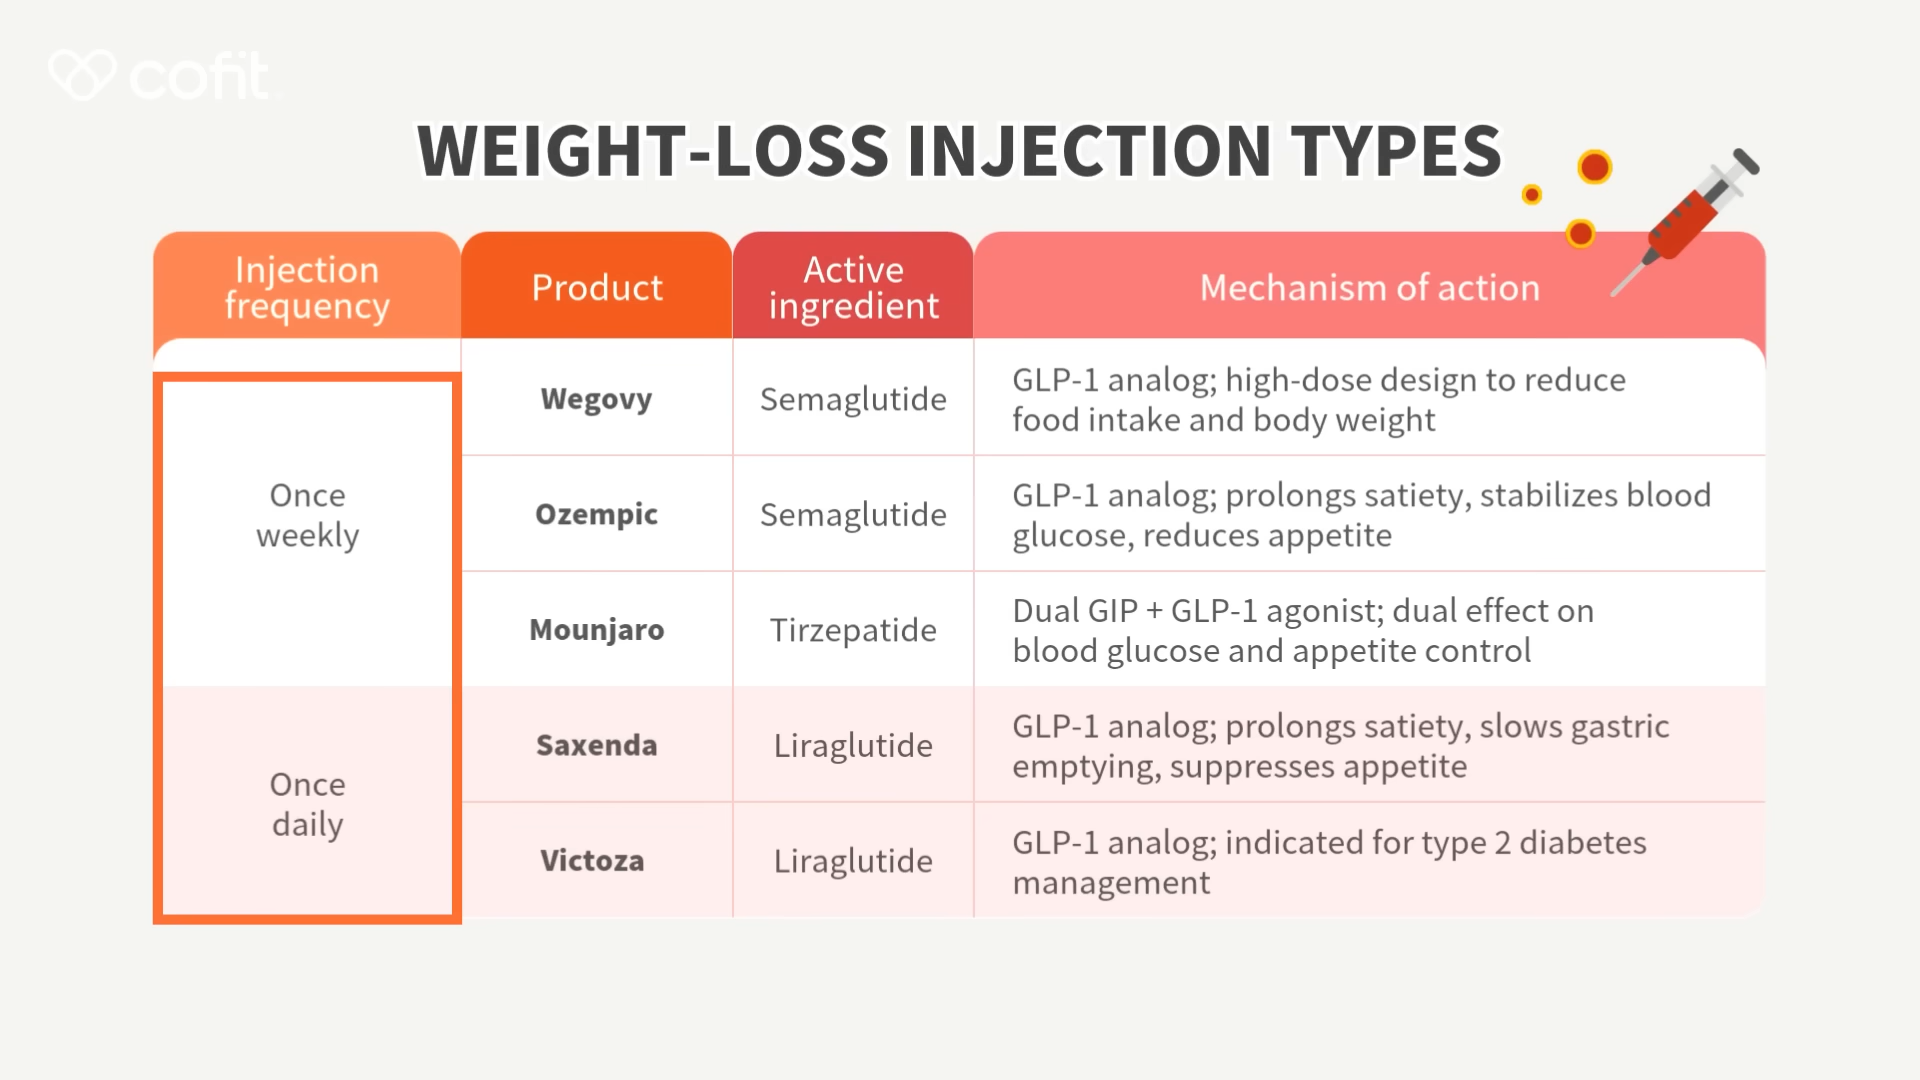 cofit
WEIGHT-LOSS INJECTION TYPES
Injection
frequency
Product
Active
ingredient
Mechanism of action
Once
weekly
Wegovy
Semaglutide
GLP-1 analog; high-dose design to reduce
food intake and body weight
Ozempic
Semaglutide
GLP-1 analog; prolongs satiety, stabilizes blood
glucose, reduces appetite
Mounjaro
Tirzepatide
Dual GIP + GLP-1 agonist; dual effect on
blood glucose and appetite control
Once
daily
Saxenda
Liraglutide
GLP-1 analog; prolongs satiety, slows gastric
emptying, suppresses appetite
Victoza
Liraglutide
GLP-1 analog; indicated for type 2 diabetes
management